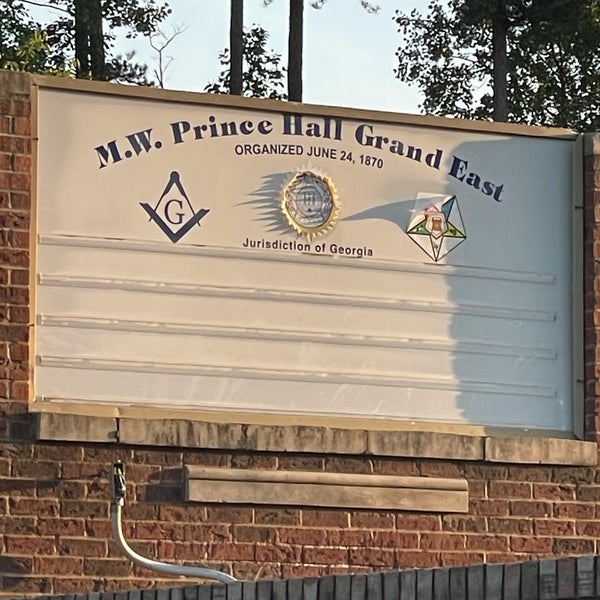 M.W. Prince Hall Grand East
ORGANIZED JUNE 24, 1870
G
Jurisdiction of Georgia